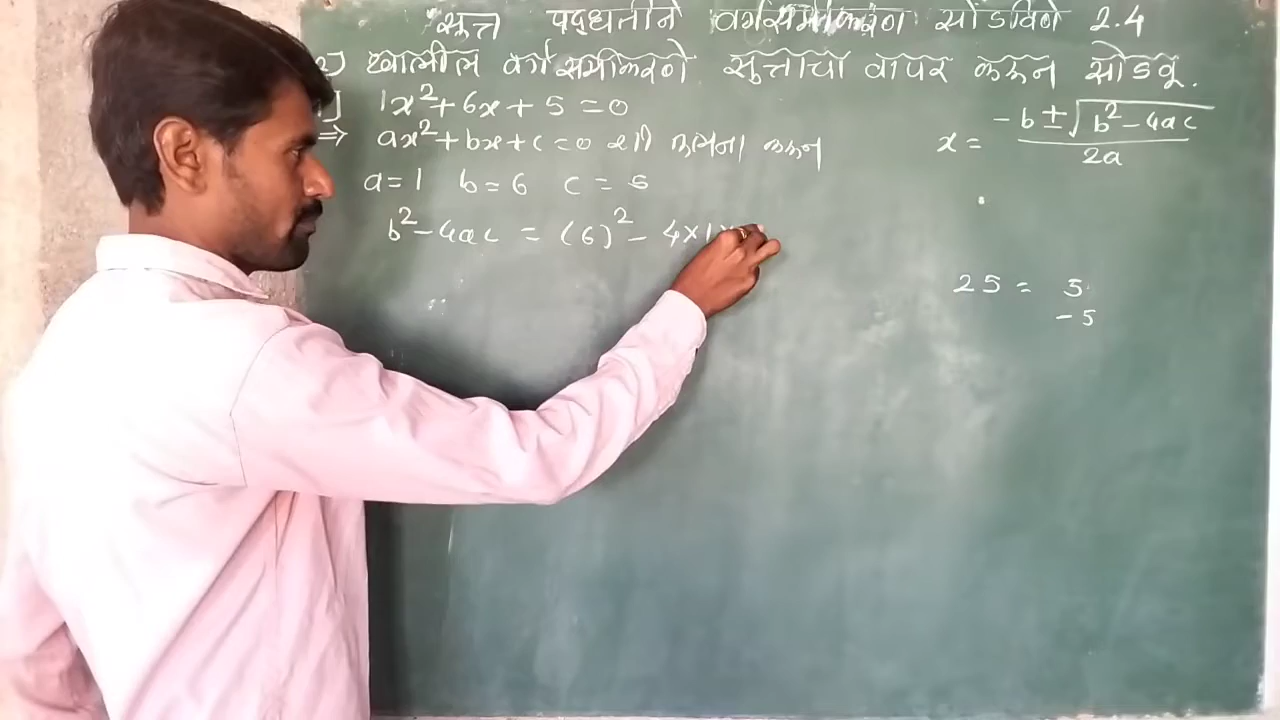 सूत्र पद्धतीने वर्गसमीकरण सोडविणे 2.4
2) खालील वर्गसमीकरणे सूत्राचा वापर करून सोडवू.
1] 1x²+6x+5=0
⇒ ax²+bx+c=0 शी तुलना करून
a=1 b=6 c=5
b²-4ac = (6)²- 4×1×
x = -b±√b²-4ac / 2a
25 = 5
-5